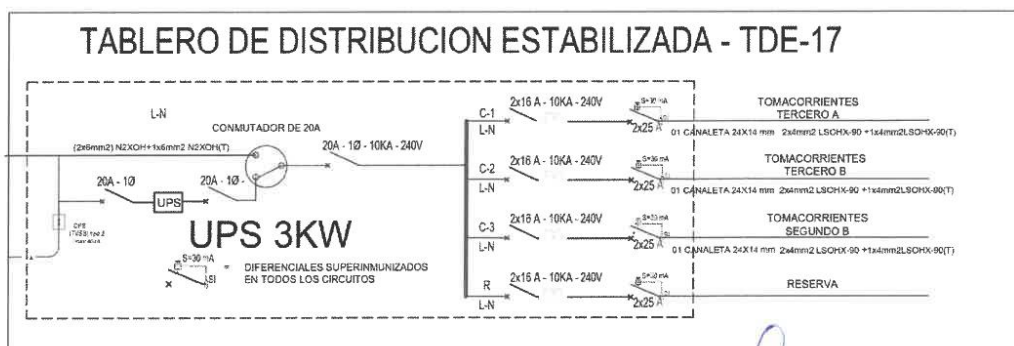 TABLERO DE DISTRIBUCION ESTABILIZADA - TDE-17
L-N
CONMUTADOR DE 20A
(2x6mm2) N2XOH+1x6mm2 N2XOH(T)
20A - 1Ø - 10KA - 240V
20A - 1Ø
UPS
20A - 1Ø -
UPS 3KW
S=30 mA
SI
= DIFERENCIALES SUPERINMUNIZADOS
EN TODOS LOS CIRCUITOS
C-1
L-N
2x16 A - 10KA - 240V
2x25 A
TOMACORRIENTES
TERCERO A
01 CANALETA 24X14 mm 2x4mm2 LSOHX-90 +1x4mm2LSOHX-90(T)
C-2
L-N
2x16 A - 10KA - 240V
S=30 mA
2x25 A
TOMACORRIENTES
TERCERO B
01 CANALETA 24X14 mm 2x4mm2 LSOHX-90 +1x4mm2LSOHX-90(T)
C-3
L-N
2x16 A - 10KA - 240V
2x25 A
TOMACORRIENTES
SEGUNDO B
01 CANALETA 24X14 mm 2x4mm2 LSOHX-90 +1x4mm2LSOHX-90(T)
R
L-N
2x16 A - 10KA - 240V
2x25 A
RESERVA